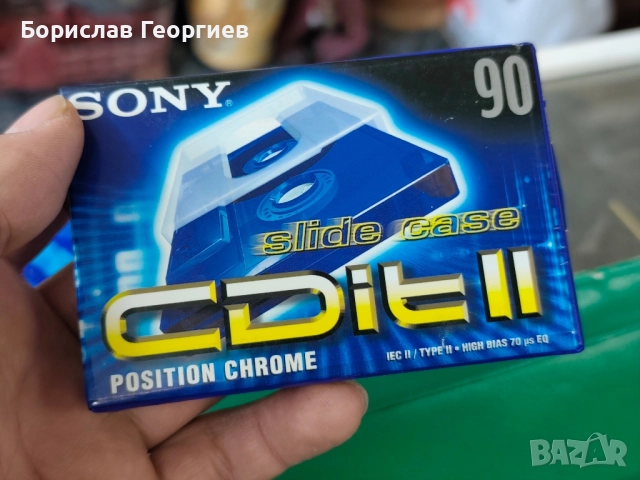 Борислав Георгиев
SONY®
90
slide case
CDit II
POSITION CHROME
IEC II / TYPE II • HIGH BIAS 70 µs EQ
BAZAR